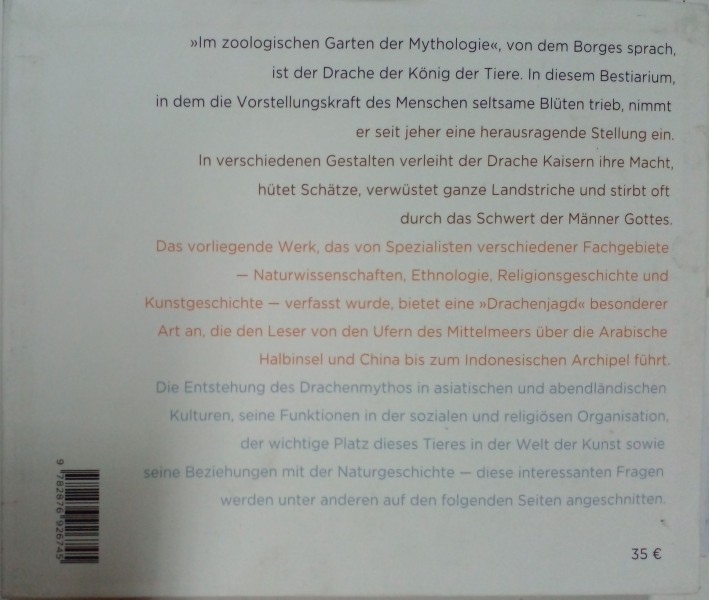 »Im zoologischen Garten der Mythologie«, von dem Borges sprach,
ist der Drache der König der Tiere. In diesem Bestiarium,
in dem die Vorstellungskraft des Menschen seltsame Blüten trieb, nimmt
er seit jeher eine herausragende Stellung ein.
In verschiedenen Gestalten verleiht der Drache Kaisern ihre Macht,
hütet Schätze, verwüstet ganze Landstriche und stirbt oft
durch das Schwert der Männer Gottes.
Das vorliegende Werk, das von Spezialisten verschiedener Fachgebiete
— Naturwissenschaften, Ethnologie, Religionsgeschichte und
Kunstgeschichte — verfasst wurde, bietet eine »Drachenjagd« besonderer
Art an, die den Leser von den Ufern des Mittelmeers über die Arabische
Halbinsel und China bis zum Indonesischen Archipel führt.
Die Entstehung des Drachenmythos in asiatischen und abendländischen
Kulturen, seine Funktionen in der sozialen und religiösen Organisation,
der wichtige Platz dieses Tieres in der Welt der Kunst sowie
seine Beziehungen mit der Naturgeschichte — diese interessanten Fragen
werden unter anderen auf den folgenden Seiten angeschnitten.
9 782876 926745
35 €